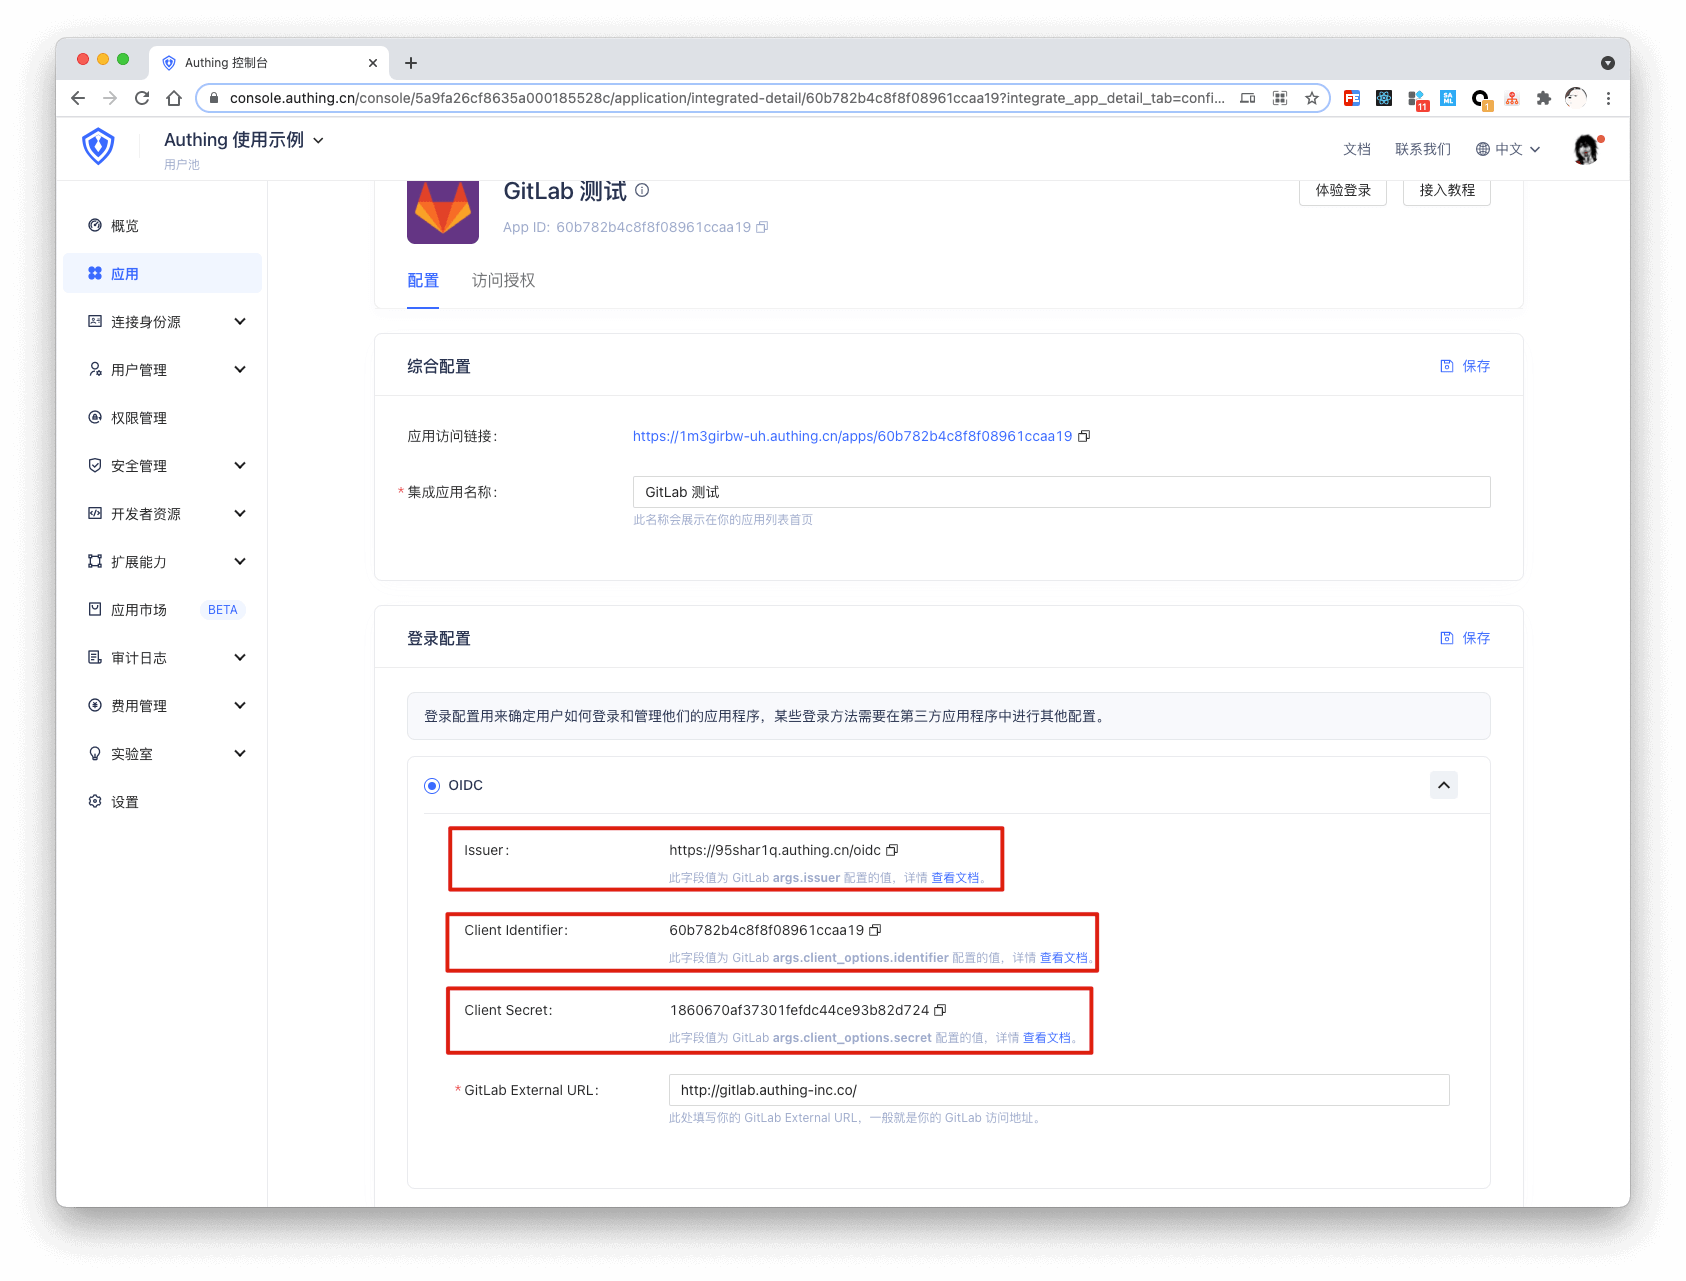 Authing 控制台
console.authing.cn/console/5a9fa26cf8635a000185528c/application/integrated-detail/60b782b4c8f8f08961ccaa19?integrate_app_detail_tab=confi...
FE
11
SA
ML
1
Authing 使用示例
用户池
文档
联系我们
中文
概览
应用
连接身份源
用户管理
权限管理
安全管理
开发者资源
扩展能力
应用市场 BETA
审计日志
费用管理
实验室
设置
GitLab 测试
App ID: 60b782b4c8f8f08961ccaa19
体验登录
接入教程
配置
访问授权
综合配置
保存
应用访问链接:
https://1m3girbw-uh.authing.cn/apps/60b782b4c8f8f08961ccaa19
* 集成应用名称:
GitLab 测试
此名称会展示在你的应用列表首页
登录配置
保存
登录配置用来确定用户如何登录和管理他们的应用程序，某些登录方法需要在第三方应用程序中进行其他配置。
OIDC
Issuer:
https://95shar1q.authing.cn/oidc
此字段值为 GitLab args.issuer 配置的值，详情 查看文档。
Client Identifier:
60b782b4c8f8f08961ccaa19
此字段值为 GitLab args.client_options.identifier 配置的值，详情 查看文档。
Client Secret:
1860670af37301fefdc44ce93b82d724
此字段值为 GitLab args.client_options.secret 配置的值，详情 查看文档。
* GitLab External URL:
http://gitlab.authing-inc.co/
此处填写你的 GitLab External URL，一般就是你的 GitLab 访问地址。